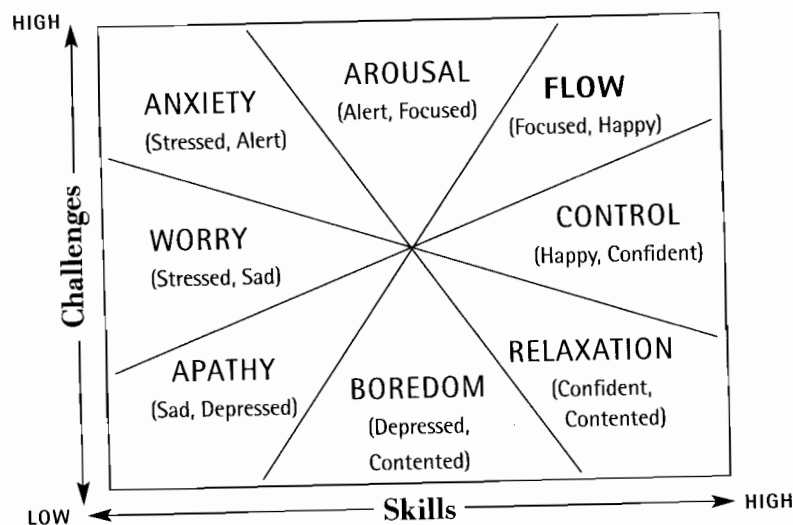 HIGH
AROUSAL
(Alert, Focused)
FLOW
(Focused, Happy)
ANXIETY
(Stressed, Alert)
CONTROL
(Happy, Confident)
WORRY
(Stressed, Sad)
Challenges
RELAXATION
(Confident,
Contented)
APATHY
(Sad, Depressed)
BOREDOM
(Depressed,
Contented)
LOW
Skills
HIGH